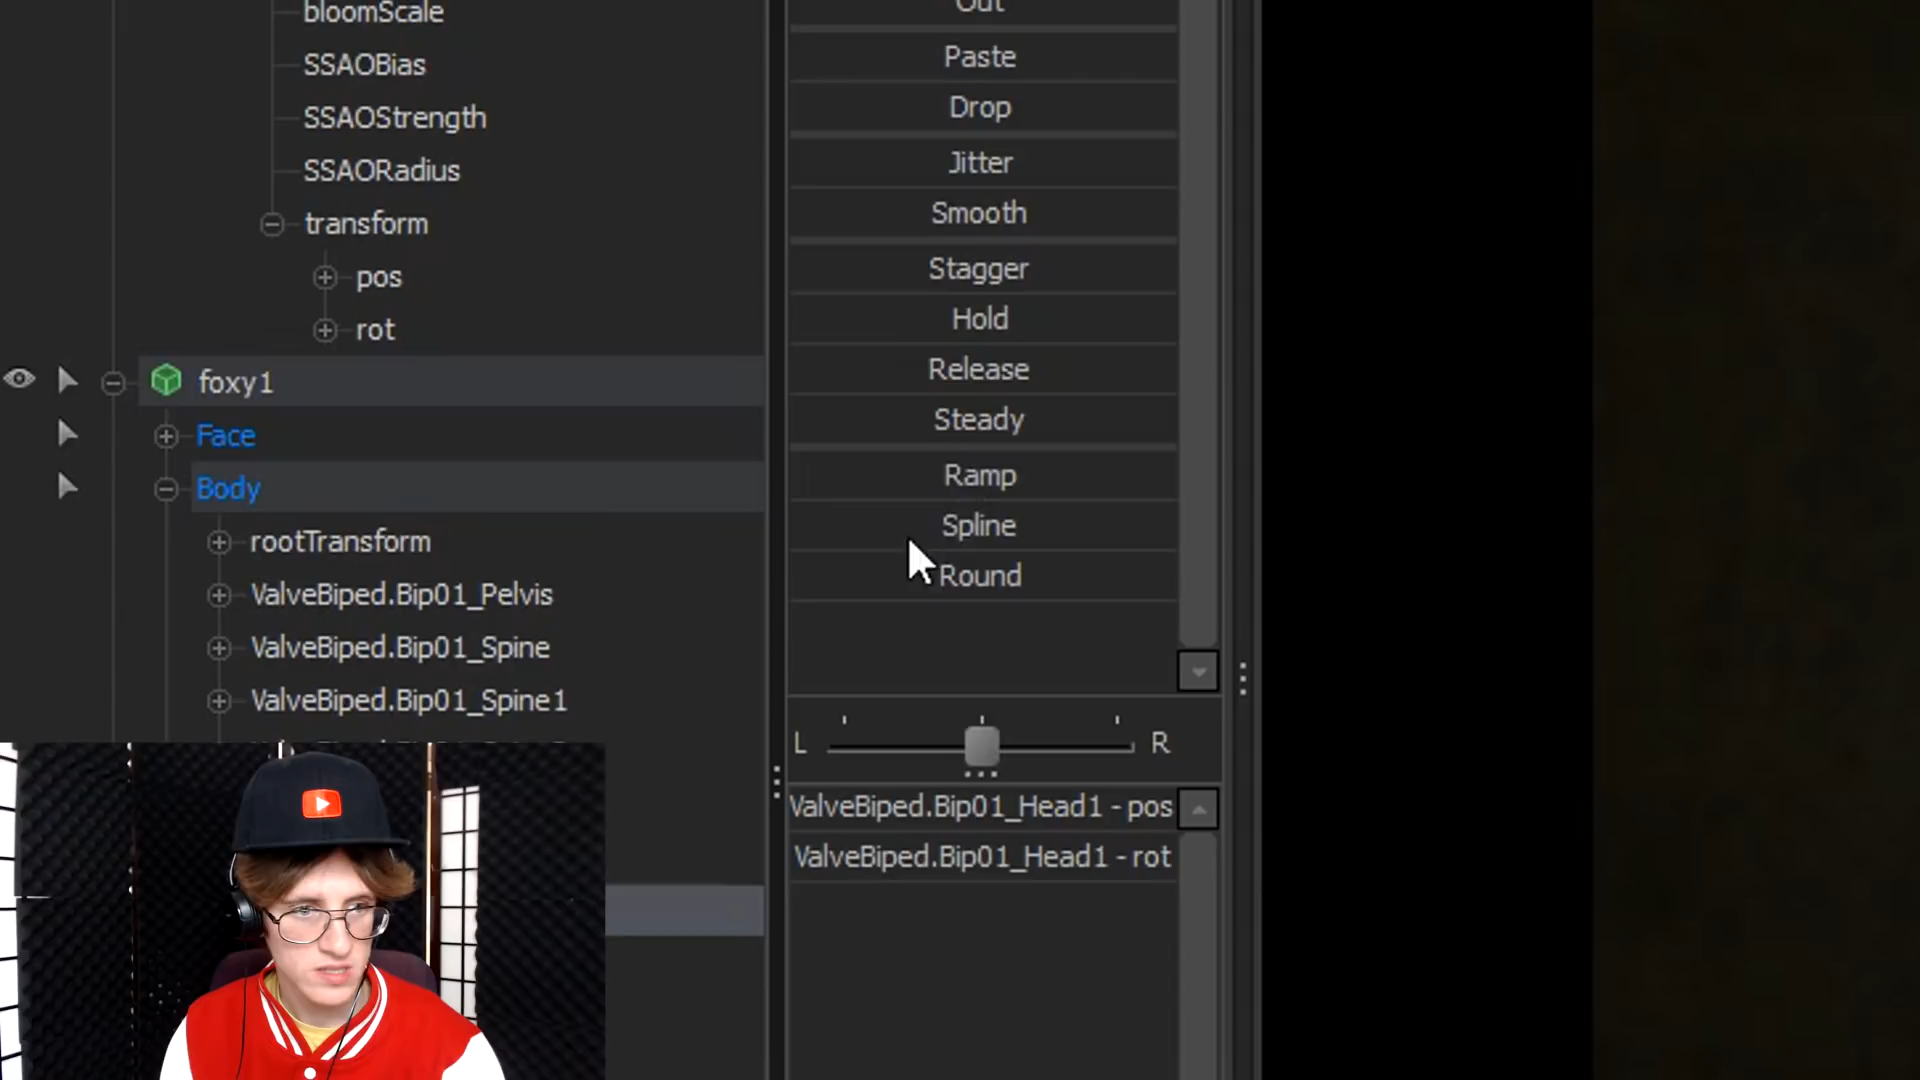 bloomScale
SSAOBias
SSAOStrength
SSAORadius
transform
pos
rot
foxy1
Face
Body
rootTransform
ValveBiped.Bip01_Pelvis
ValveBiped.Bip01_Spine
ValveBiped.Bip01_Spine1
Out
Paste
Drop
Jitter
Smooth
Stagger
Hold
Release
Steady
Ramp
Spline
Round
L R
ValveBiped.Bip01_Head1 - pos
ValveBiped.Bip01_Head1 - rot